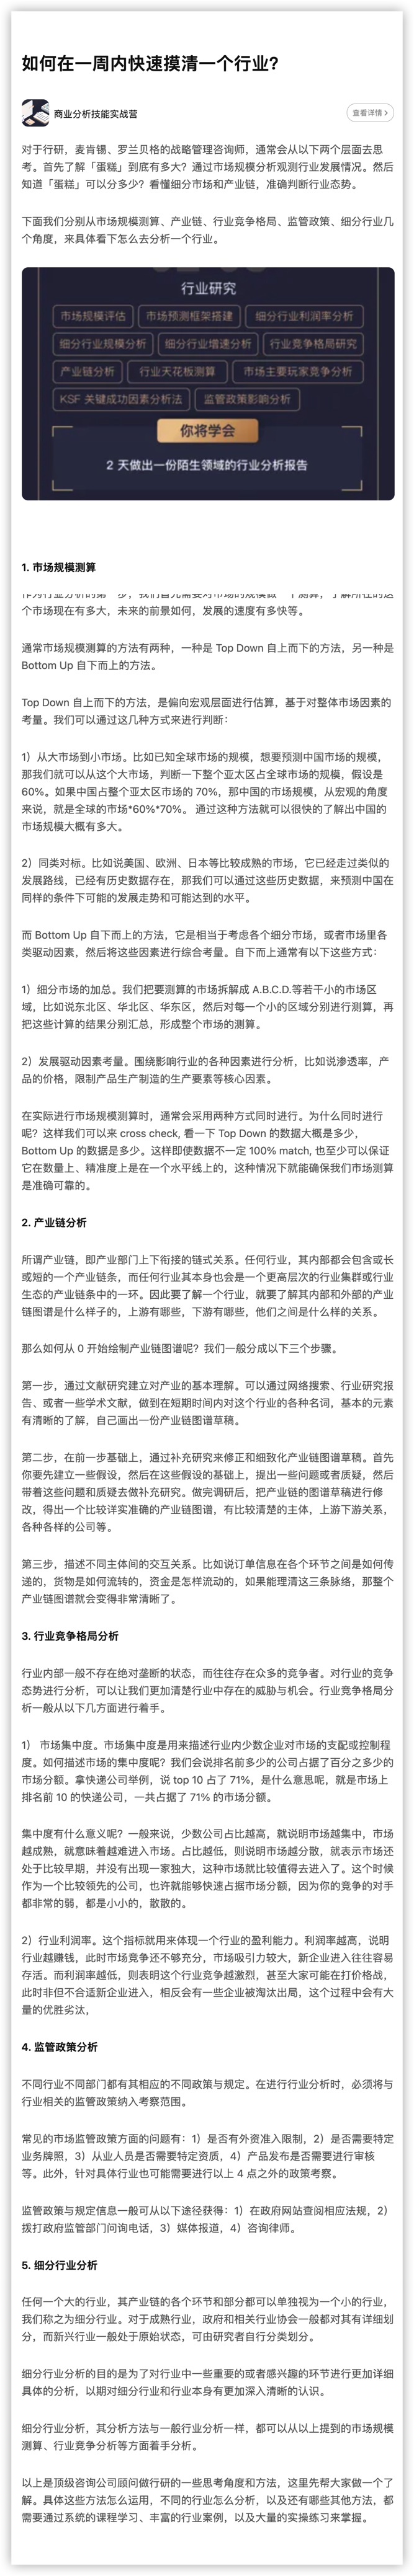 如何在一周内快速摸清一个行业?
商业分析技能实战营
查看详情 >
对于行研，麦肯锡、罗兰贝格的战略管理咨询师，通常会从以下两个层面去思
考。首先了解「蛋糕」到底有多大？通过市场规模分析观测行业发展情况。然后
知道「蛋糕」可以分多少？看懂细分市场和产业链，准确判断行业态势。
下面我们分别从市场规模测算、产业链、行业竞争格局、监管政策、细分行业几
个角度，来具体看下怎么去分析一个行业。
行业研究
市场规模评估 市场预测框架搭建 细分行业利润率分析
细分行业规模分析 细分行业增速分析 行业竞争格局研究
产业链分析 行业天花板测算 市场主要玩家竞争分析
KSF 关键成功因素分析法 监管政策影响分析
你将学会
2 天做出一份陌生领域的行业分析报告
1. 市场规模测算
作为行业分析的第一步，我们首先需要对市场的规模做一个测算，了解所在的这
个市场现在有多大，未来的前景如何，发展的速度有多快等。
通常市场规模测算的方法有两种，一种是 Top Down 自上而下的方法，另一种是
Bottom Up 自下而上的方法。
Top Down 自上而下的方法，是偏向宏观层面进行估算，基于对整体市场因素的
考量。我们可以通过这几种方式来进行判断：
1）从大市场到小市场。比如已知全球市场的规模，想要预测中国市场的规模，
那我们就可以从这个大市场，判断一下整个亚太区占全球市场的规模，假设是
60%。如果中国占整个亚太区市场的 70%，那中国的市场规模，从宏观的角度
来说，就是全球的市场*60%*70%。 通过这种方法就可以很快的了解出中国的
市场规模大概有多大。
2）同类对标。比如说美国、欧洲、日本等比较成熟的市场，它已经走过类似的
发展路线，已经有历史数据存在，那我们可以通过这些历史数据，来预测中国在
同样的条件下可能的发展走势和可能达到的水平。
而 Bottom Up 自下而上的方法，它是相当于考虑各个细分市场，或者市场里各
类驱动因素，然后将这些因素进行综合考量。自下而上通常有以下这些方式：
1）细分市场的加总。我们把要测算的市场拆解成 A.B.C.D.等若干小的市场区
域，比如说东北区、华北区、华东区，然后对每一个小的区域分别进行测算，再
把这些计算的结果分别汇总，形成整个市场的测算。
2）发展驱动因素考量。围绕影响行业的各种因素进行分析，比如说渗透率，产
品的价格，限制产品生产制造的生产要素等核心因素。
在实际进行市场规模测算时，通常会采用两种方式同时进行。为什么同时进行
呢？这样我们可以来 cross check, 看一下 Top Down 的数据大概是多少，
Bottom Up 的数据是多少。这样即使数据不一定 100% match, 也至少可以保证
它在数量上、精准度上是在一个水平线上的，这种情况下就能确保我们市场测算
是准确可靠的。
2. 产业链分析
所谓产业链，即产业部门上下衔接的链式关系。任何行业，其内部都会包含或长
或短的一个产业链条，而任何行业其本身也会是一个更高层次的行业集群或行业
生态的产业链条中的一环。因此要了解一个行业，就要了解其内部和外部的产业
链图谱是什么样子的，上游有哪些，下游有哪些，他们之间是什么样的关系。
那么如何从 0 开始绘制产业链图谱呢？我们一般分成以下三个步骤。
第一步，通过文献研究建立对产业的基本理解。可以通过网络搜索、行业研究报
告、或者一些学术文献，做到在短期时间内对这个行业的各种名词，基本的元素
有清晰的了解，自己画出一份产业链图谱草稿。
第二步，在前一步基础上，通过补充研究来修正和细致化产业链图谱草稿。首先
你要先建立一些假设，然后在这些假设的基础上，提出一些问题或者质疑，然后
带着这些问题和质疑去做补充研究。做完调研后，把产业链的图谱草稿进行修
改，得出一个比较详实准确的产业链图谱，有比较清楚的主体，上游下游关系，
各种各样的公司等。
第三步，描述不同主体间的交互关系。比如说订单信息在各个环节之间是如何传
递的，货物是如何流转的，资金是怎样流动的，如果能理清这三条脉络，那整个
产业链图谱就会变得非常清晰了。
3. 行业竞争格局分析
行业内部一般不存在绝对垄断的状态，而往往存在众多的竞争者。对行业的竞争
态势进行分析，可以让我们更加清楚行业中存在的威胁与机会。行业竞争格局分
析一般从以下几方面进行着手。
1） 市场集中度。市场集中度是用来描述行业内少数企业对市场的支配或控制程
度。如何描述市场的集中度呢？我们会说排名前多少的公司占据了百分之多少的
市场份额。拿快递公司举例，说 top 10 占了 71%，是什么意思呢，就是市场上
排名前 10 的快递公司，一共占据了 71% 的市场份额。
集中度有什么意义呢？一般来说，少数公司占比越高，就说明市场越集中，市场
越成熟，就意味着越难进入市场。占比越低，则说明市场越分散，就表示市场还
处于比较早期，并没有出现一家独大，这种市场就比较值得去进入了。这个时候
作为一个比较领先的公司，也许就能够快速占据市场份额，因为你的竞争的对手
都非常的弱，都是小小的，散散的。
2）行业利润率。这个指标就用来体现一个行业的盈利能力。利润率越高，说明
行业越赚钱，此时市场竞争还不够充分，市场吸引力较大，新企业进入往往容易
存活。而利润率越低，则表明这个行业竞争越激烈，甚至大家可能在打价格战，
此时非但不合适新企业进入，相反会有一些企业被淘汰出局，这个过程中会有大
量的优胜劣汰，
4. 监管政策分析
不同行业不同部门都有其相应的不同政策与规定。在进行行业分析时，必须将与
行业相关的监管政策纳入考察范围。
常见的市场监管政策方面的问题有：1）是否有外资准入限制，2）是否需要特定
业务牌照，3）从业人员是否需要特定资质，4）产品发布是否需要进行审核
等。此外，针对具体行业也可能需要进行以上 4 点之外的政策考察。
监管政策与规定信息一般可从以下途径获得：1）在政府网站查阅相应法规，2）
拨打政府监管部门问询电话，3）媒体报道，4）咨询律师。
5. 细分行业分析
任何一个大的行业，其产业链的各个环节和部分都可以单独视为一个小的行业，
我们称之为细分行业。对于成熟行业，政府和相关行业协会一般都对其有详细划
分，而新兴行业一般处于原始状态，可由研究者自行分类划分。
细分行业分析的目的是为了对行业中一些重要的或者感兴趣的环节进行更加详细
具体的分析，以期对细分行业和行业本身有更加深入清晰的认识。
细分行业分析，其分析方法与一般行业分析一样，都可以从以上提到的市场规模
测算、行业竞争分析等方面着手分析。
以上是顶级咨询公司顾问做行研的一些思考角度和方法，这里先帮大家做一个了
解。具体这些方法怎么运用，不同的行业怎么分析，以及还有哪些其他方法，都
需要通过系统的课程学习、丰富的行业案例，以及大量的实操练习来掌握。